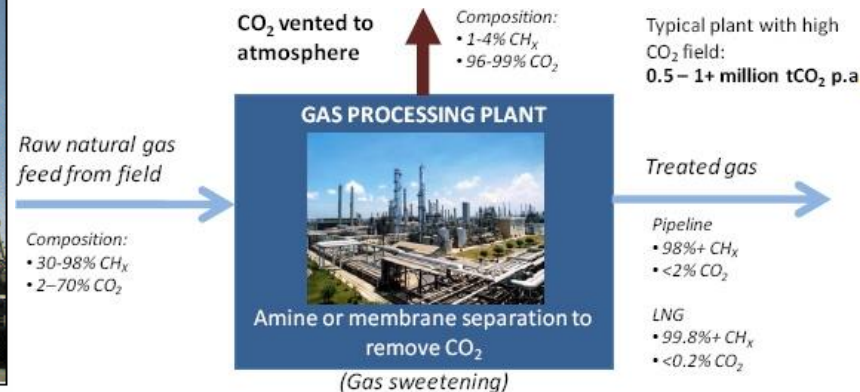 CO₂ vented to
atmosphere
Composition:
• 1-4% CHₓ
• 96-99% CO₂
Typical plant with high
CO₂ field:
0.5 – 1+ million tCO₂ p.a
Raw natural gas
feed from field
Composition:
• 30-98% CHₓ
• 2–70% CO₂
GAS PROCESSING PLANT
Amine or membrane separation to
remove CO₂
(Gas sweetening)
Treated gas
Pipeline
• 98%+ CHₓ
• <2% CO₂
LNG
• 99.8%+ CHₓ
• <0.2% CO₂